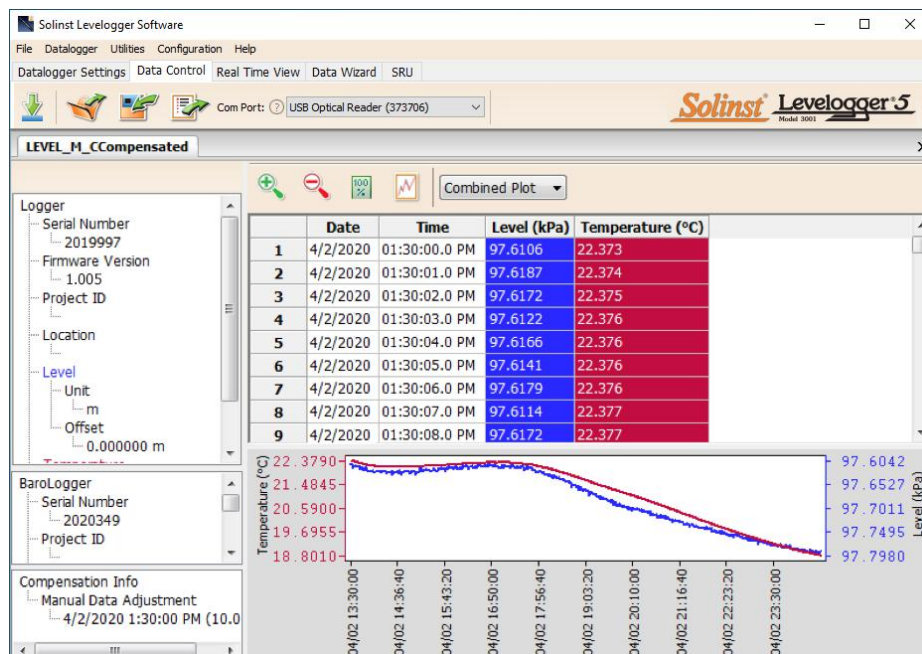 Solinst Levelogger Software
File Datalogger Utilities Configuration Help
Datalogger Settings Data Control Real Time View Data Wizard SRU
Com Port: ? USB Optical Reader (373706)
Solinst Levelogger 5
Model 3001
LEVEL_M_CCompensated
Logger
Serial Number
2019997
Firmware Version
1.005
Project ID
Location
Level
Unit
m
Offset
0.000000 m
BaroLogger
Serial Number
2020349
Project ID
Compensation Info
Manual Data Adjustment
4/2/2020 1:30:00 PM (10.0
100 %
Combined Plot
Date Time Level (kPa) Temperature (°C)
1 4/2/2020 01:30:00.0 PM 97.6106 22.373
2 4/2/2020 01:30:01.0 PM 97.6187 22.374
3 4/2/2020 01:30:02.0 PM 97.6172 22.375
4 4/2/2020 01:30:03.0 PM 97.6122 22.376
5 4/2/2020 01:30:04.0 PM 97.6166 22.376
6 4/2/2020 01:30:05.0 PM 97.6141 22.376
7 4/2/2020 01:30:06.0 PM 97.6179 22.376
8 4/2/2020 01:30:07.0 PM 97.6114 22.377
9 4/2/2020 01:30:08.0 PM 97.6172 22.377
Temperature (°C)
22.3790
21.4845
20.5900
19.6955
18.8010
97.6042
97.6527
97.7011
97.7495
97.7980
Level (kPa)
04/02 13:30:00
04/02 14:36:40
04/02 15:43:20
04/02 16:50:00
04/02 17:56:40
04/02 19:03:20
04/02 20:10:00
04/02 21:16:40
04/02 22:23:20
04/02 23:30:00